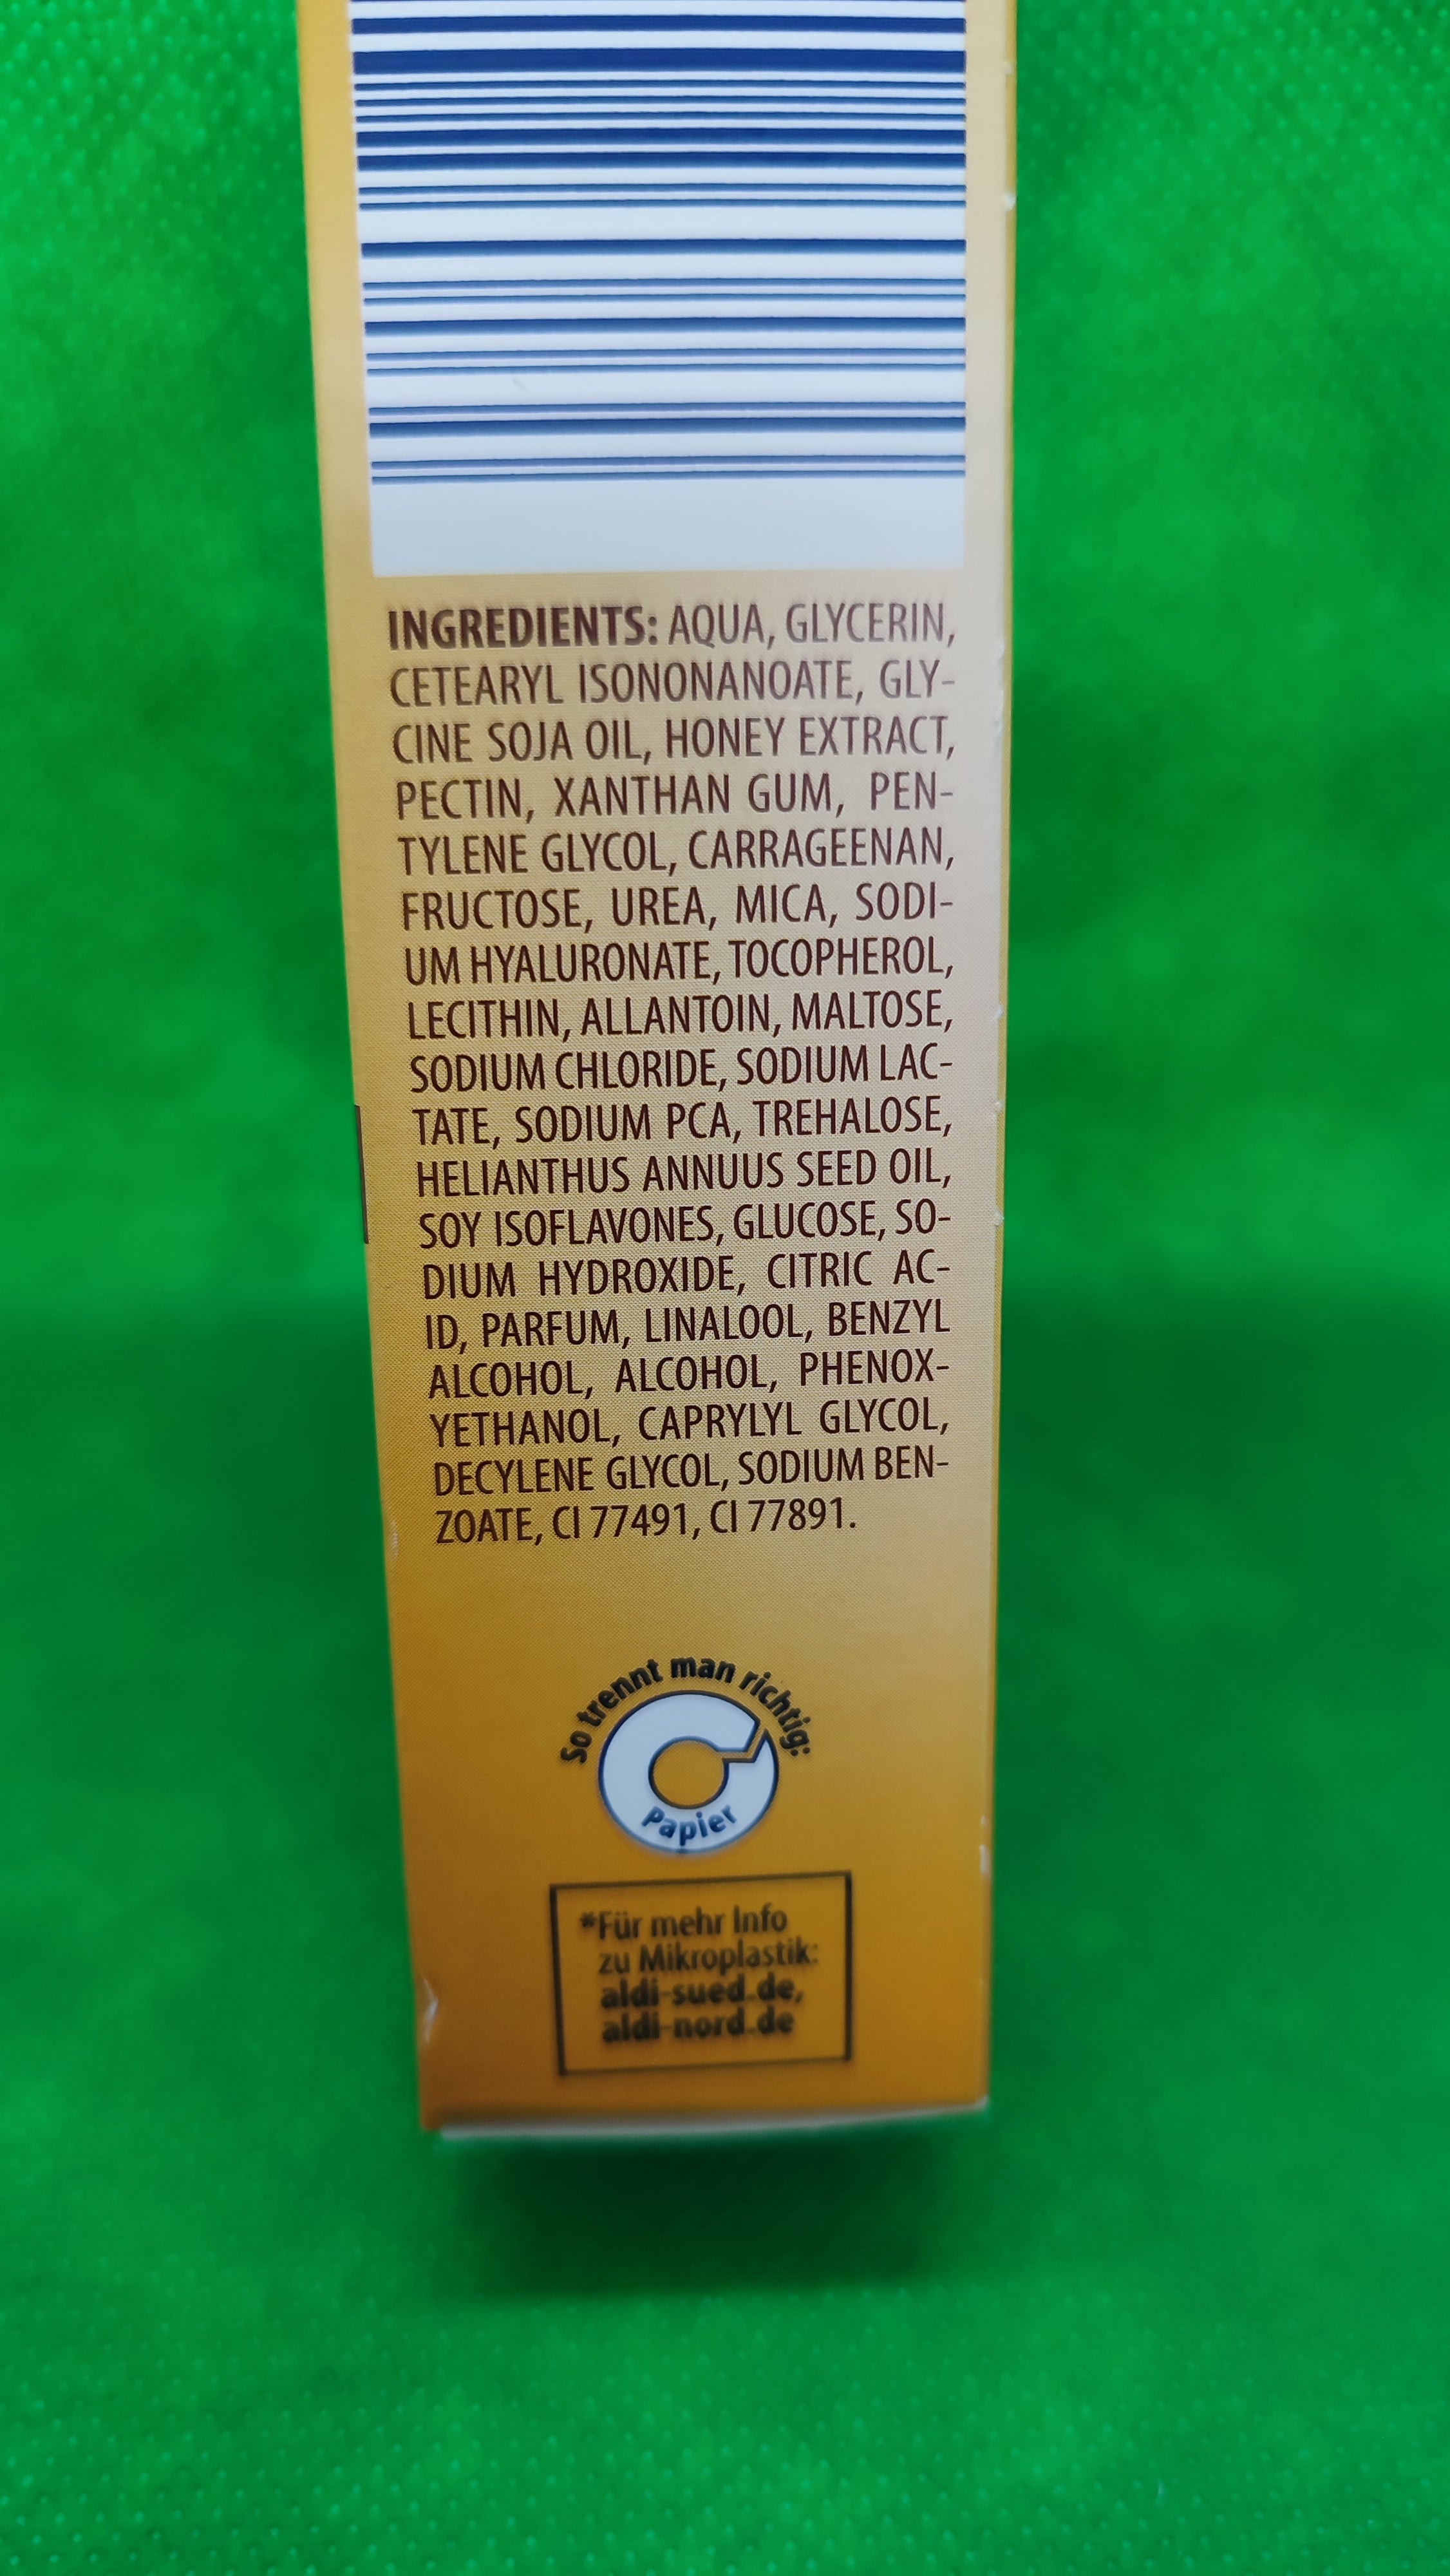 INGREDIENTS: AQUA, GLYCERIN,
CETEARYL ISONONANOATE, GLY-
CINE SOJA OIL, HONEY EXTRACT,
PECTIN, XANTHAN GUM, PEN-
TYLENE GLYCOL, CARRAGEENAN,
FRUCTOSE, UREA, MICA, SODI-
UM HYALURONATE, TOCOPHEROL,
LECITHIN, ALLANTOIN, MALTOSE,
SODIUM CHLORIDE, SODIUM LAC-
TATE, SODIUM PCA, TREHALOSE,
HELIANTHUS ANNUUS SEED OIL,
SOY ISOFLAVONES, GLUCOSE, SO-
DIUM HYDROXIDE, CITRIC AC-
ID, PARFUM, LINALOOL, BENZYL
ALCOHOL, ALCOHOL, PHENOX-
YETHANOL, CAPRYLYL GLYCOL,
DECYLENE GLYCOL, SODIUM BEN-
ZOATE, CI 77491, CI 77891.
So trennt man richtig:
Papier
*Für mehr Info
zu Mikroplastik:
aldi-sued.de,
aldi-nord.de